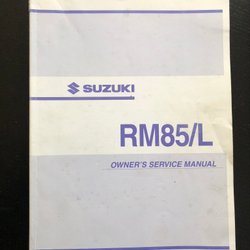 SUZUKI
RM85/L
OWNER'S SERVICE MANUAL